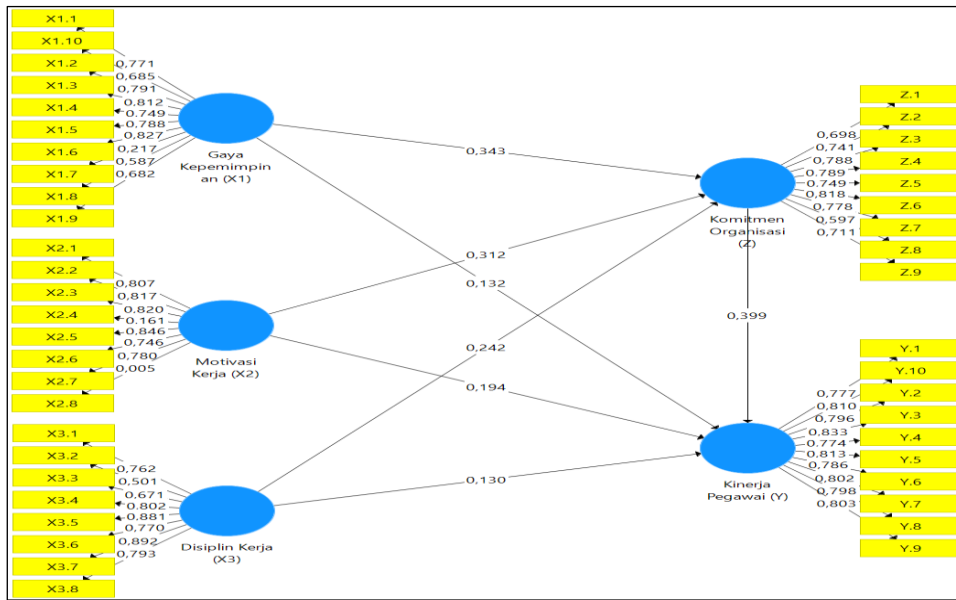 X1.1
X1.10
X1.2
X1.3
X1.4
X1.5
X1.6
X1.7
X1.8
X1.9
0,771
0,685
0,791
0,812
0,749
0,788
0,827
0,217
0,587
0,682
Gaya
Kepemimpin
an (X1)
X2.1
X2.2
X2.3
X2.4
X2.5
X2.6
X2.7
X2.8
0,807
0,817
0,820
0,161
0,846
0,746
0,780
0,005
Motivasi
Kerja (X2)
X3.1
X3.2
X3.3
X3.4
X3.5
X3.6
X3.7
X3.8
0,762
0,501
0,671
0,802
0,881
0,770
0,892
0,793
Disiplin Kerja
(X3)
0,343
0,312
0,132
0,242
0,194
0,130
0,399
Z.1
Z.2
Z.3
Z.4
Z.5
Z.6
Z.7
Z.8
Z.9
0,698
0,741
0,788
0,789
0,749
0,818
0,778
0,597
0,711
Komitmen
Organisasi
(Z)
Y.1
Y.10
Y.2
Y.3
Y.4
Y.5
Y.6
Y.7
Y.8
Y.9
0,777
0,810
0,796
0,833
0,774
0,813
0,786
0,802
0,798
0,803
Kinerja
Pegawai (Y)